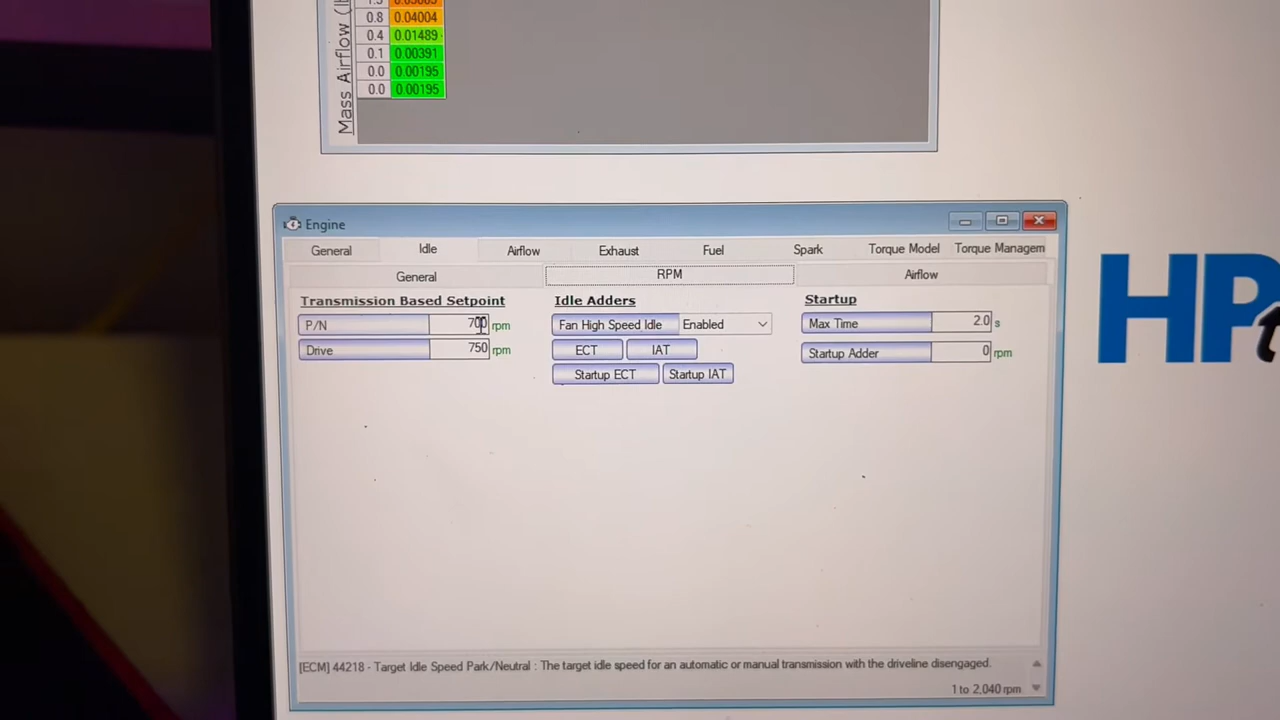 Mass Airflow (lb
0.8 0.04004
0.4 0.01489
0.1 0.00391
0.0 0.00195
0.0 0.00195
Engine
General Idle Airflow Exhaust Fuel Spark Torque Model Torque Managem
General RPM Airflow
Transmission Based Setpoint Idle Adders Startup
P/N 700 rpm Fan High Speed Idle Enabled Max Time 2.0 s
Drive 750 rpm ECT IAT Startup Adder 0 rpm
Startup ECT Startup IAT
[ECM] 44218 - Target Idle Speed Park/Neutral : The target idle speed for an automatic or manual transmission with the driveline disengaged.
1 to 2,040 rpm
HP